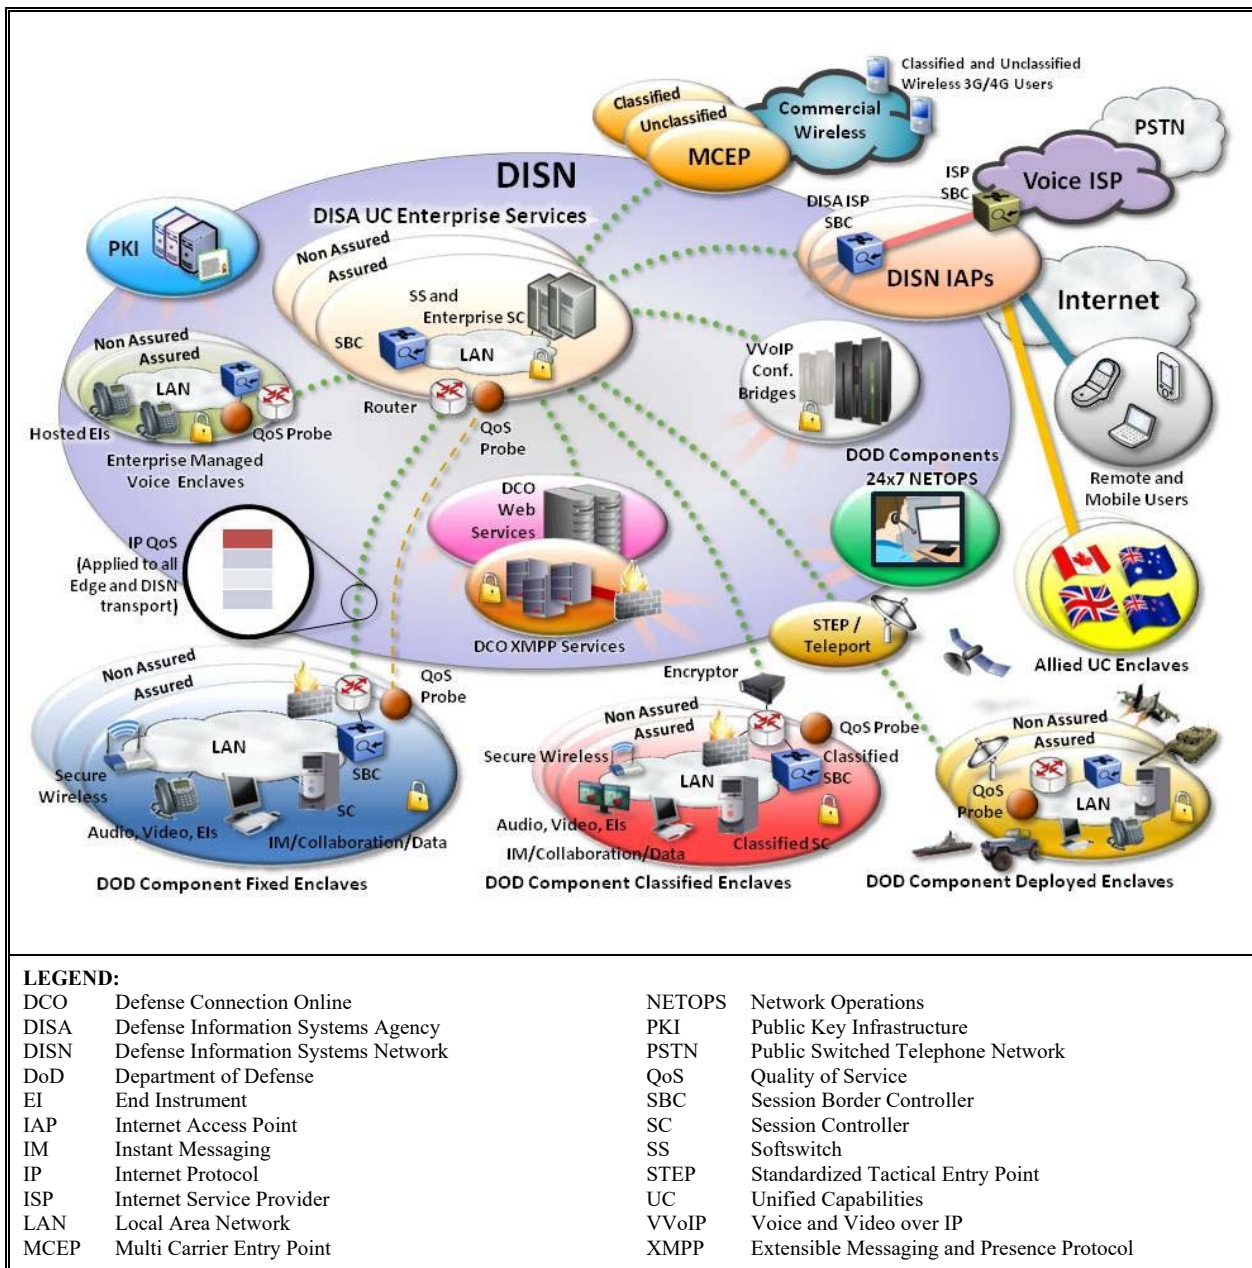 Classified and Unclassified
Wireless 3G/4G Users
Classified
Unclassified
MCEP
Commercial
Wireless
PSTN
Voice ISP
ISP
SBC
DISA ISP
SBC
DISN IAPs
Internet
DISN
DISA UC Enterprise Services
Non Assured
Assured
SS and
Enterprise SC
SBC
LAN
Router
QoS
Probe
PKI
Non Assured
Assured
LAN
Hosted EIs
QoS Probe
Enterprise Managed
Voice Enclaves
VVoIP
Conf.
Bridges
DOD Components
24x7 NETOPS
Remote and
Mobile Users
IP QoS
(Applied to all
Edge and DISN
transport)
DCO
Web
Services
DCO XMPP Services
STEP /
Teleport
Allied UC Enclaves
Non Assured
Assured
QoS
Probe
LAN
SBC
Secure
Wireless
SC
Audio, Video, EIs
IM/Collaboration/Data
DOD Component Fixed Enclaves
Encryptor
Non Assured
Assured
QoS Probe
Secure Wireless
LAN
Classified
SBC
Audio, Video, EIs
Classified SC
IM/Collaboration/Data
DOD Component Classified Enclaves
Non Assured
Assured
QoS
Probe
LAN
DOD Component Deployed Enclaves
LEGEND:
DCO Defense Connection Online
DISA Defense Information Systems Agency
DISN Defense Information Systems Network
DoD Department of Defense
EI End Instrument
IAP Internet Access Point
IM Instant Messaging
IP Internet Protocol
ISP Internet Service Provider
LAN Local Area Network
MCEP Multi Carrier Entry Point
NETOPS Network Operations
PKI Public Key Infrastructure
PSTN Public Switched Telephone Network
QoS Quality of Service
SBC Session Border Controller
SC Session Controller
SS Softswitch
STEP Standardized Tactical Entry Point
UC Unified Capabilities
VVoIP Voice and Video over IP
XMPP Extensible Messaging and Presence Protocol